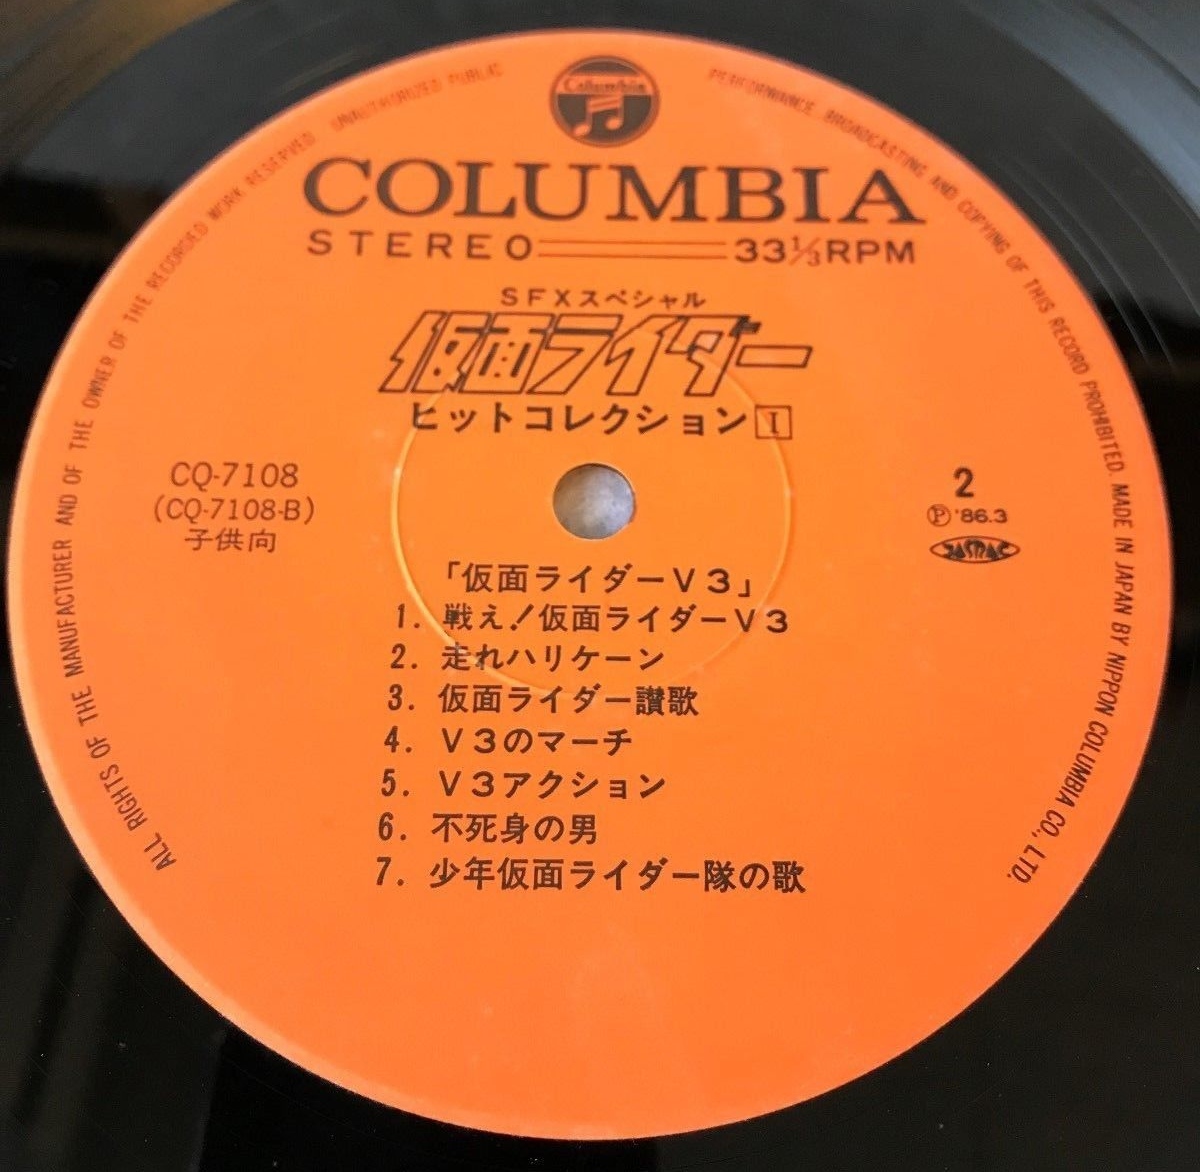 Columbia
COLUMBIA
STEREO 33⅓RPM
SFXスペシャル
仮面ライダー
ヒットコレクション I
CQ-7108
(CQ-7108-B)
子供向
2
Ⓟ '86.3
JASRAC
「仮面ライダーV3」
1. 戦え!仮面ライダーV3
2. 走れハリケーン
3. 仮面ライダー讃歌
4. V3のマーチ
5. V3アクション
6. 不死身の男
7. 少年仮面ライダー隊の歌
ALL RIGHTS OF THE MANUFACTURER AND OF THE OWNER OF THE RECORDED WORK RESERVED UNAUTHORIZED PUBLIC PERFORMANCE, BROADCASTING AND COPYING OF THIS RECORD PROHIBITED. MADE IN JAPAN BY NIPPON COLUMBIA CO., LTD.